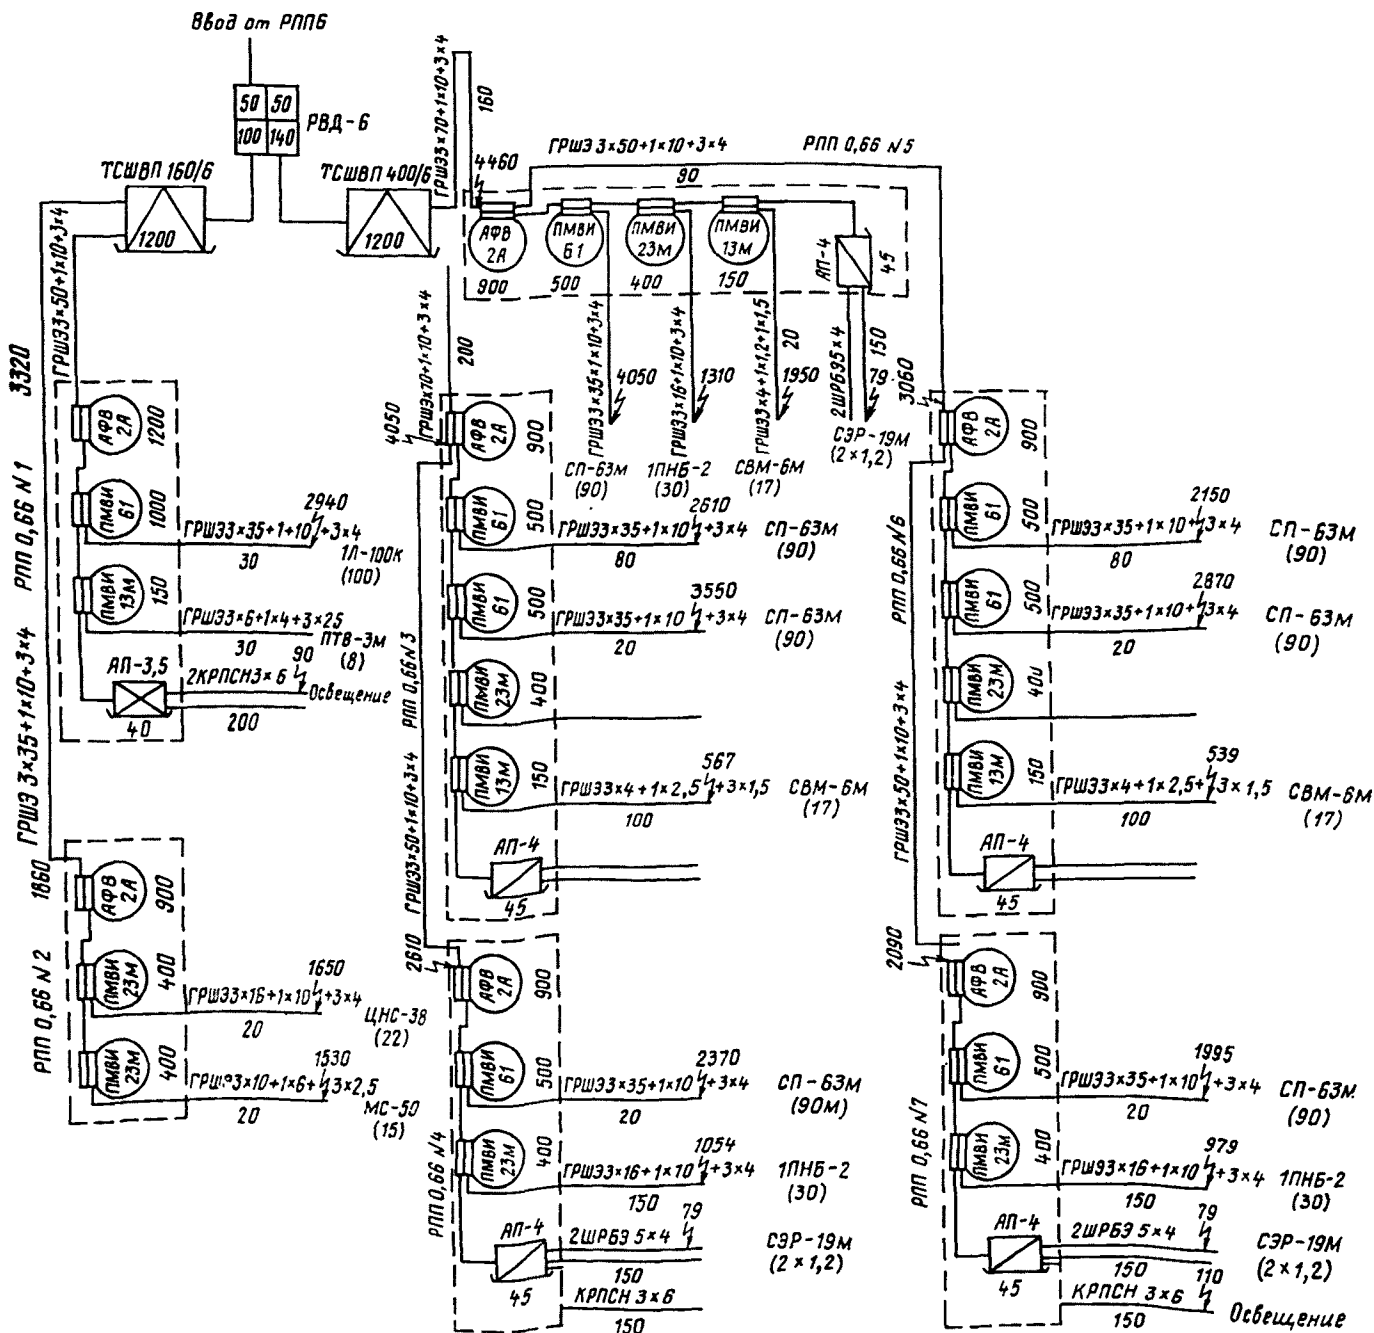 Ввод от РПП6
50 50
100 140
РВД-6
ТСШВП 160/6
1200
ТСШВП 400/6
1200
ГРШЭ3×70+1×10+3×4
160
4460
ГРШЭ 3×50+1×10+3×4
90
РПП 0,66 №5
АФВ 2А
900
ПМВИ 61
500
ПМВИ 23м
400
ПМВИ 13м
150
АП-4
45
ГРШЭ3×35+1×10+3×4
4050
СП-63м
(90)
ГРШЭ3×16+1×10+3×4
1310
1ПНБ-2
(30)
ГРШЭ3×4+1×1,2+1×1,5
20
1950
СВМ-6м
(17)
2ШРБЭ5×4
150
79
СЭР-19м
(2×1,2)
3320
ГРШЭ3×50+1×10+3×4
РПП 0,66 №1
АФВ 2А
1200
ПМВИ 61
1000
2940
ГРШЭ3×35+1+10+3×4
30
1Л-100к
(100)
ПМВИ 13м
150
ГРШЭ3×6+1×4+3×25
30
ПТВ-3м
(8)
АП-3,5
40
90
2КРПСН3×6
Освещение
200
ГРШЭ 3×35+1×10+3×4
1860
РПП 0,66 №2
АФВ 2А
900
ПМВИ 23м
400
1650
ГРШЭ3×16+1×10+3×4
20
ЦНС-38
(22)
ПМВИ 23м
400
1530
ГРШЭ3×10+1×6+3×2,5
20
МС-50
(15)
ГРШЭ3×70+1×10+3×4
200
4050
РПП 0,66 №3
АФВ 2А
900
ПМВИ 61
500
2610
ГРШЭ3×35+1×10+3×4
80
СП-63м
(90)
ПМВИ 61
500
3550
ГРШЭ3×35+1×10+3×4
20
СП-63м
(90)
ПМВИ 23м
400
ПМВИ 13м
150
567
ГРШЭ3×4+1×2,5+3×1,5
100
СВМ-6м
(17)
АП-4
45
ГРШЭ3×50+1×10+3×4
2610
РПП 0,66 №4
АФВ 2А
900
ПМВИ 61
500
2370
ГРШЭ3×35+1×10+3×4
20
СП-63м
(90м)
ПМВИ 23м
400
1054
ГРШЭ3×16+1×10+3×4
150
1ПНБ-2
(30)
АП-4
45
79
2ШРБЭ 5×4
150
СЭР-19м
(2×1,2)
КРПСН 3×6
150
3060
РПП 0,66 №6
АФВ 2А
900
ПМВИ 61
500
2150
ГРШЭ3×35+1×10+3×4
80
СП-63м
(90)
ПМВИ 61
500
2870
ГРШЭ3×35+1×10+3×4
20
СП-63м
(90)
ПМВИ 23м
400
ПМВИ 13м
150
539
ГРШЭ3×4+1×2,5+3×1,5
100
СВМ-6м
(17)
АП-4
45
ГРШЭ3×50+1×10+3×4
2090
РПП 0,66 №7
АФВ 2А
900
ПМВИ 61
500
1995
ГРШЭ3×35+1×10+3×4
20
СП-63м
(90)
ПМВИ 23м
400
979
ГРШЭ3×16+1×10+3×4
150
1ПНБ-2
(30)
АП-4
45
79
2ШРБЭ 5×4
150
СЭР-19м
(2×1,2)
110
КРПСН 3×6
150
Освещение